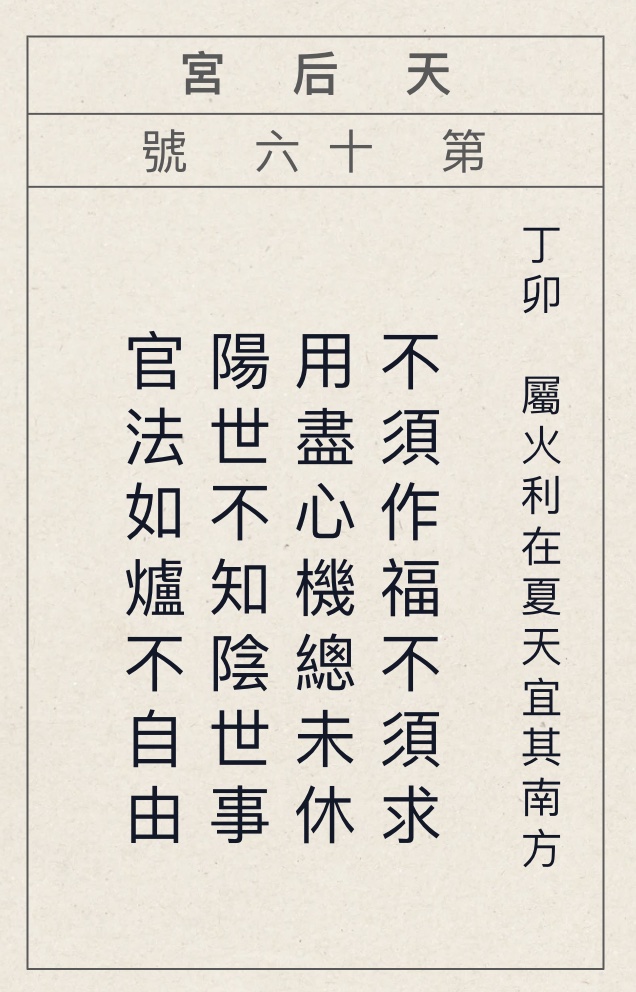 天后宮
第十六號
丁卯 屬火利在夏天宜其南方
不須作福不須求
用盡心機總未休
陽世不知陰世事
官法如爐不自由